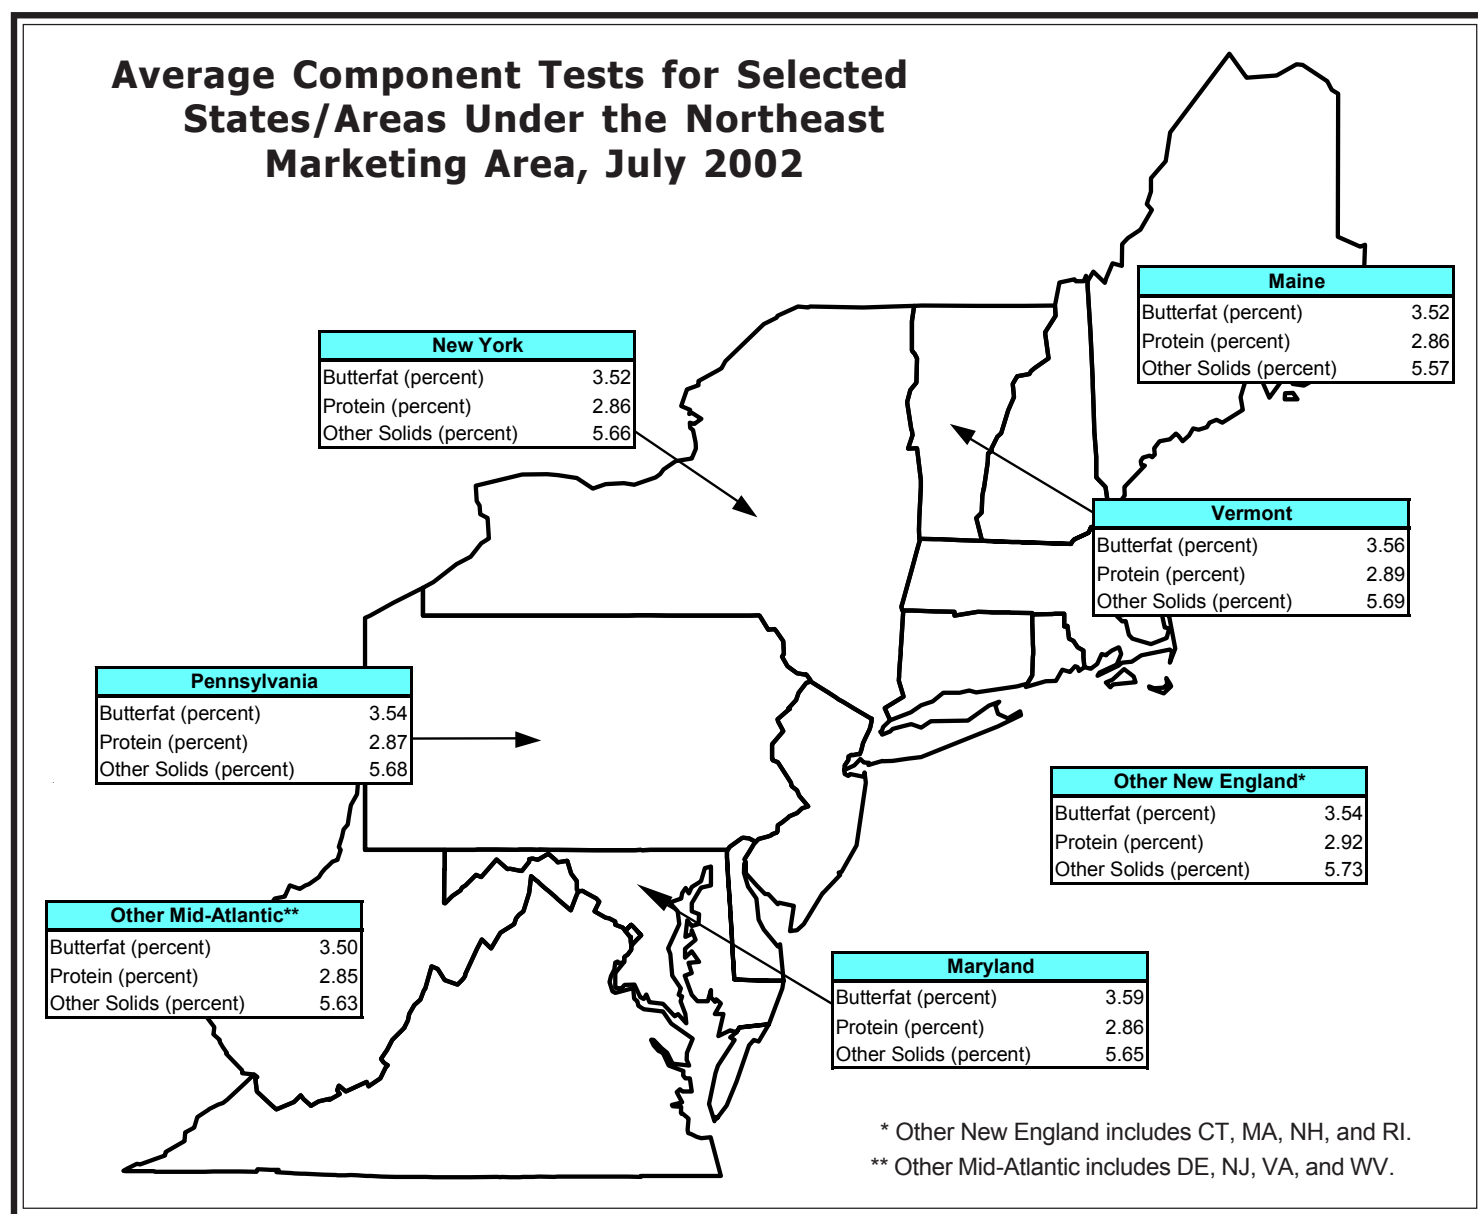 Average Component Tests for Selected
States/Areas Under the Northeast
Marketing Area, July 2002
Maine
Butterfat (percent) 3.52
Protein (percent) 2.86
Other Solids (percent) 5.57
New York
Butterfat (percent) 3.52
Protein (percent) 2.86
Other Solids (percent) 5.66
Vermont
Butterfat (percent) 3.56
Protein (percent) 2.89
Other Solids (percent) 5.69
Pennsylvania
Butterfat (percent) 3.54
Protein (percent) 2.87
Other Solids (percent) 5.68
Other New England*
Butterfat (percent) 3.54
Protein (percent) 2.92
Other Solids (percent) 5.73
Other Mid-Atlantic**
Butterfat (percent) 3.50
Protein (percent) 2.85
Other Solids (percent) 5.63
Maryland
Butterfat (percent) 3.59
Protein (percent) 2.86
Other Solids (percent) 5.65
* Other New England includes CT, MA, NH, and RI.
** Other Mid-Atlantic includes DE, NJ, VA, and WV.